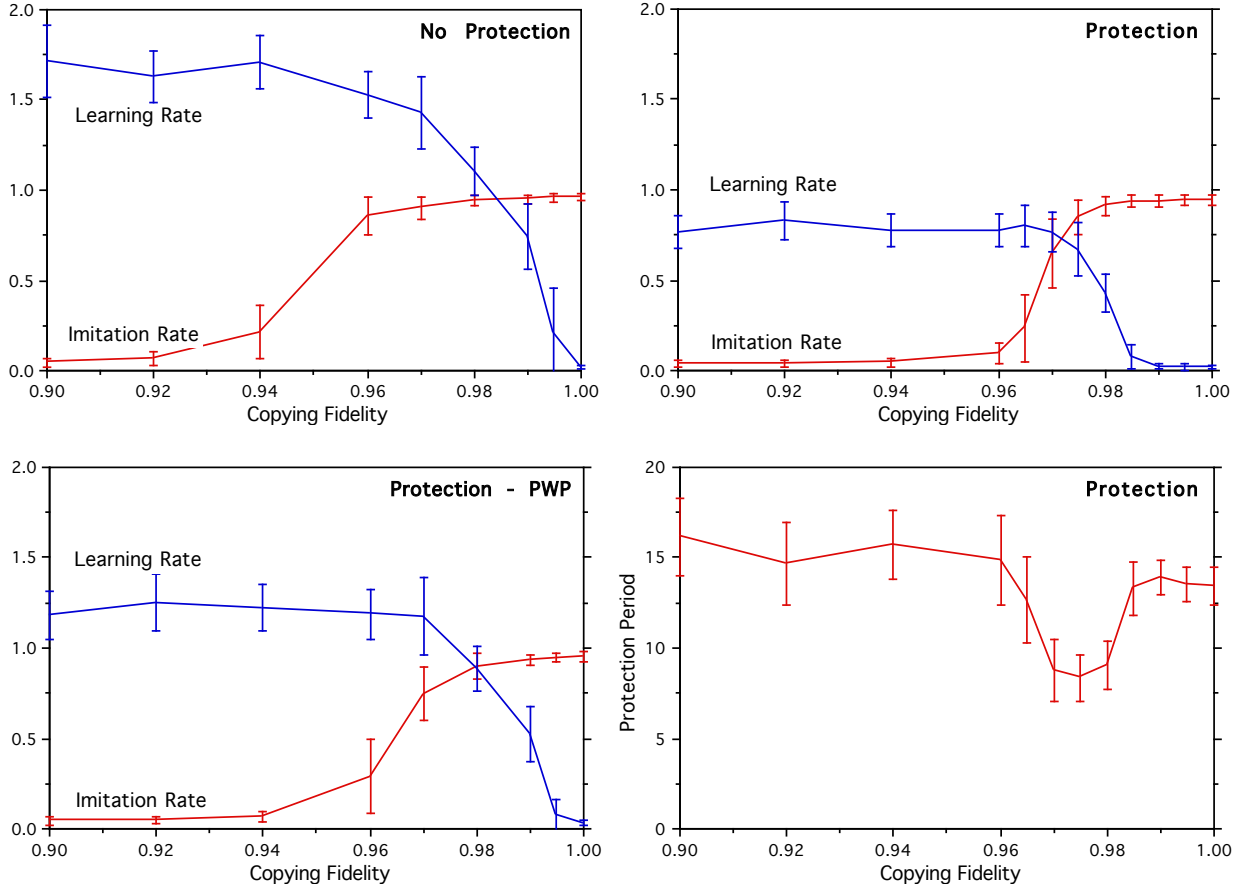 No Protection
2.0
1.5
1.0
0.5
0.0
Learning Rate
Imitation Rate
0.90 0.92 0.94 0.96 0.98 1.00
Copying Fidelity
Protection
2.0
1.5
1.0
0.5
0.0
Learning Rate
Imitation Rate
0.90 0.92 0.94 0.96 0.98 1.00
Copying Fidelity
Protection - PWP
2.0
1.5
1.0
0.5
0.0
Learning Rate
Imitation Rate
0.90 0.92 0.94 0.96 0.98 1.00
Copying Fidelity
Protection
20
15
10
5
0
Protection Period
0.90 0.92 0.94 0.96 0.98 1.00
Copying Fidelity